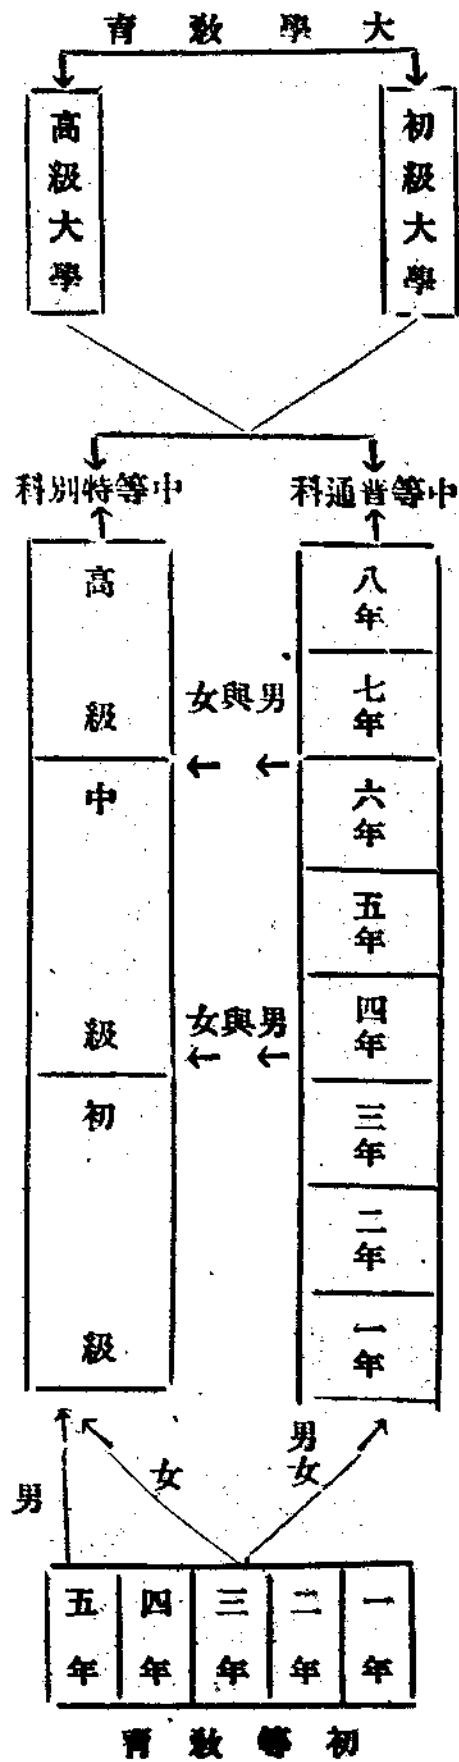 大學教育
初級大學
高級大學
中等普通科
中等特別科
八年
七年
六年
五年
四年
三年
二年
一年
高級
中級
初級
男與女
男與女
男女
女
男
一年
二年
三年
四年
五年
初等教育